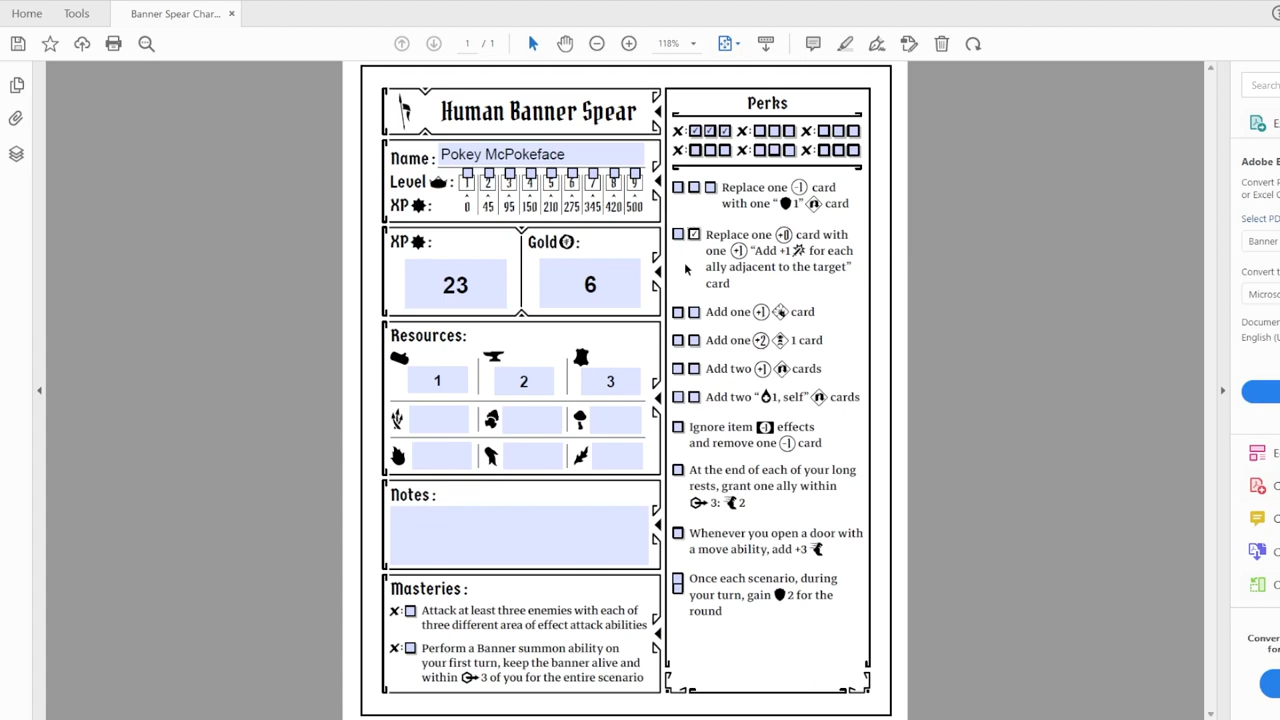 Home
Tools
Banner Spear Char...
×
1 / 1
118%
Human Banner Spear
Name: Pokey McPokeface
Level: 1 2 3 4 5 6 7 8 9
XP: 0 45 95 150 210 275 345 420 500
XP: Gold:
23 6
Resources:
1 2 3
Notes:
Masteries:
Attack at least three enemies with each of
three different area of effect attack abilities
Perform a Banner summon ability on
your first turn, keep the banner alive and
within 3 of you for the entire scenario
Perks
Replace one -1 card
with one “ 1” card
Replace one +0 card with
one +1 “Add +1 for each
ally adjacent to the target”
card
Add one +1 card
Add one +2 1 card
Add two +1 cards
Add two “ 1, self” cards
Ignore item -1 effects
and remove one -1 card
At the end of each of your long
rests, grant one ally within
3: 2
Whenever you open a door with
a move ability, add +3
Once each scenario, during
your turn, gain 2 for the
round
Search
E
Adobe E
Convert P
or Excel O
Select PD
Banner
Convert t
Microso
Docume
English (U
E
C
C
C
C
Conver
fo